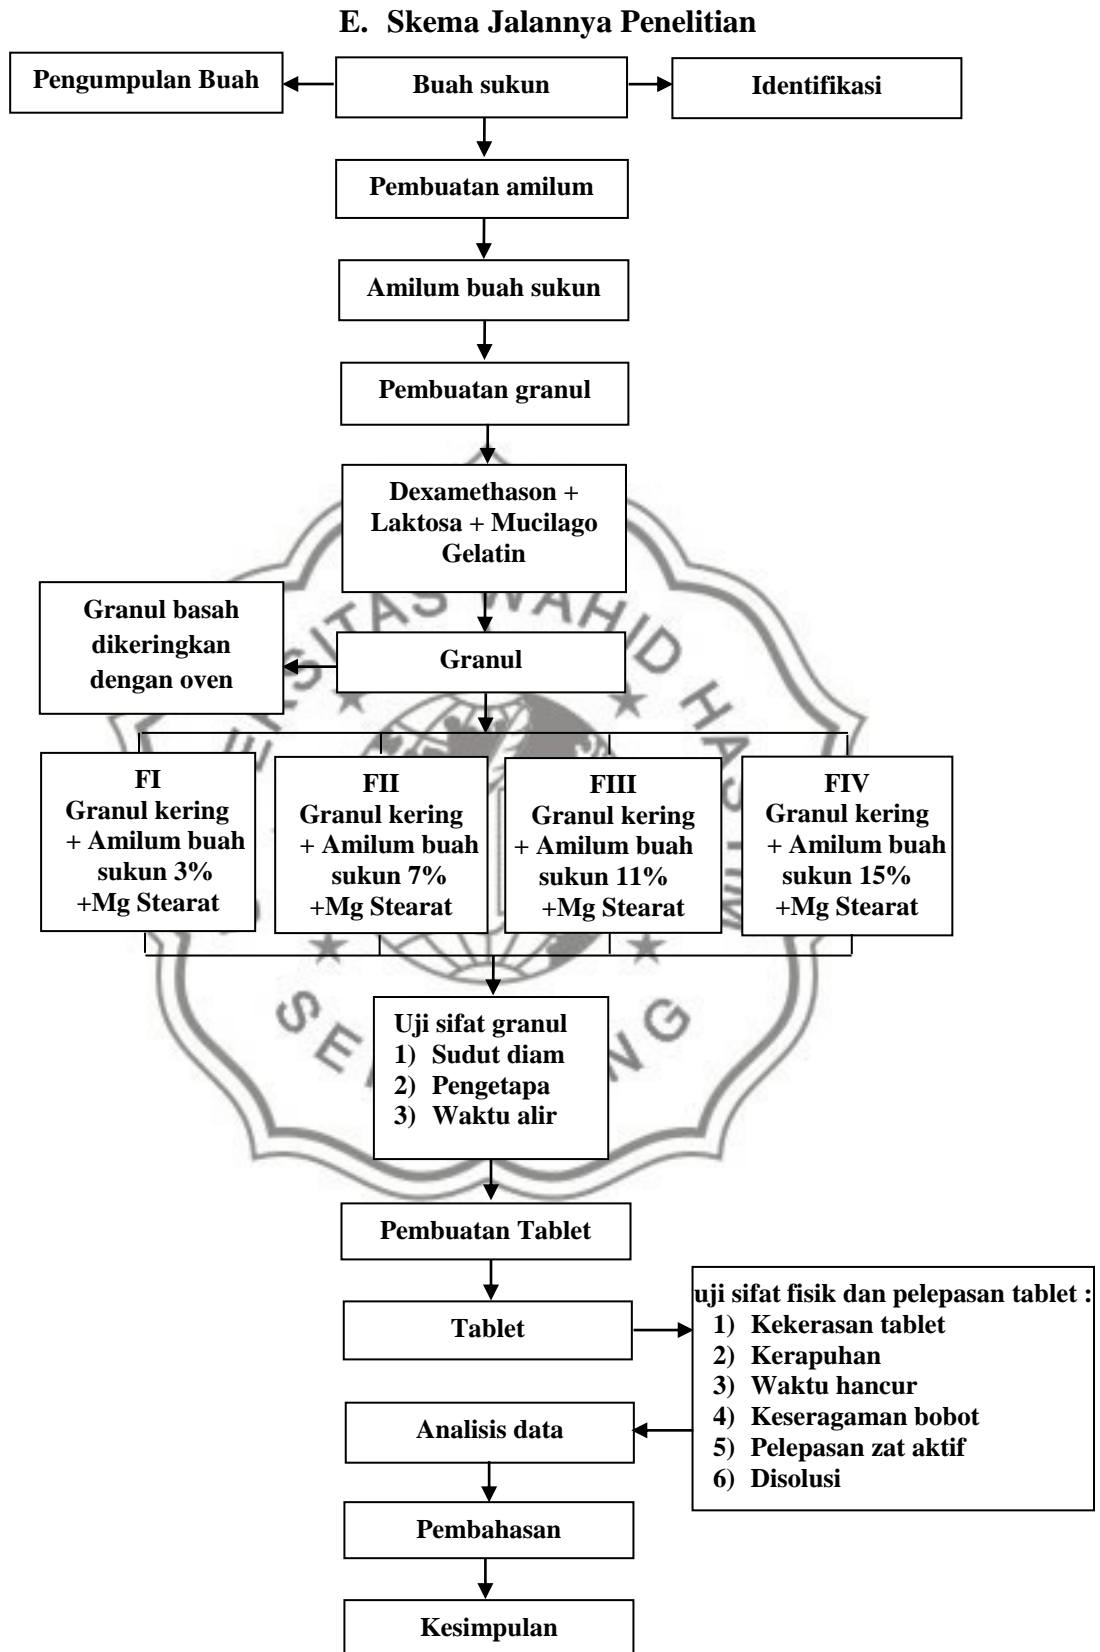 E. Skema Jalannya Penelitian
Pengumpulan Buah
Buah sukun
Identifikasi
Pembuatan amilum
Amilum buah sukun
Pembuatan granul
Dexamethason +
Laktosa + Mucilago
Gelatin
Granul basah
dikeringkan
dengan oven
Granul
FI
Granul kering
+ Amilum buah
sukun 3%
+Mg Stearat
FII
Granul kering
+ Amilum buah
sukun 7%
+Mg Stearat
FIII
Granul kering
+ Amilum buah
sukun 11%
+Mg Stearat
FIV
Granul kering
+ Amilum buah
sukun 15%
+Mg Stearat
Uji sifat granul
1) Sudut diam
2) Pengetapa
3) Waktu alir
Pembuatan Tablet
Tablet
uji sifat fisik dan pelepasan tablet :
1) Kekerasan tablet
2) Kerapuhan
3) Waktu hancur
4) Keseragaman bobot
5) Pelepasan zat aktif
6) Disolusi
Analisis data
Pembahasan
Kesimpulan
WAHID